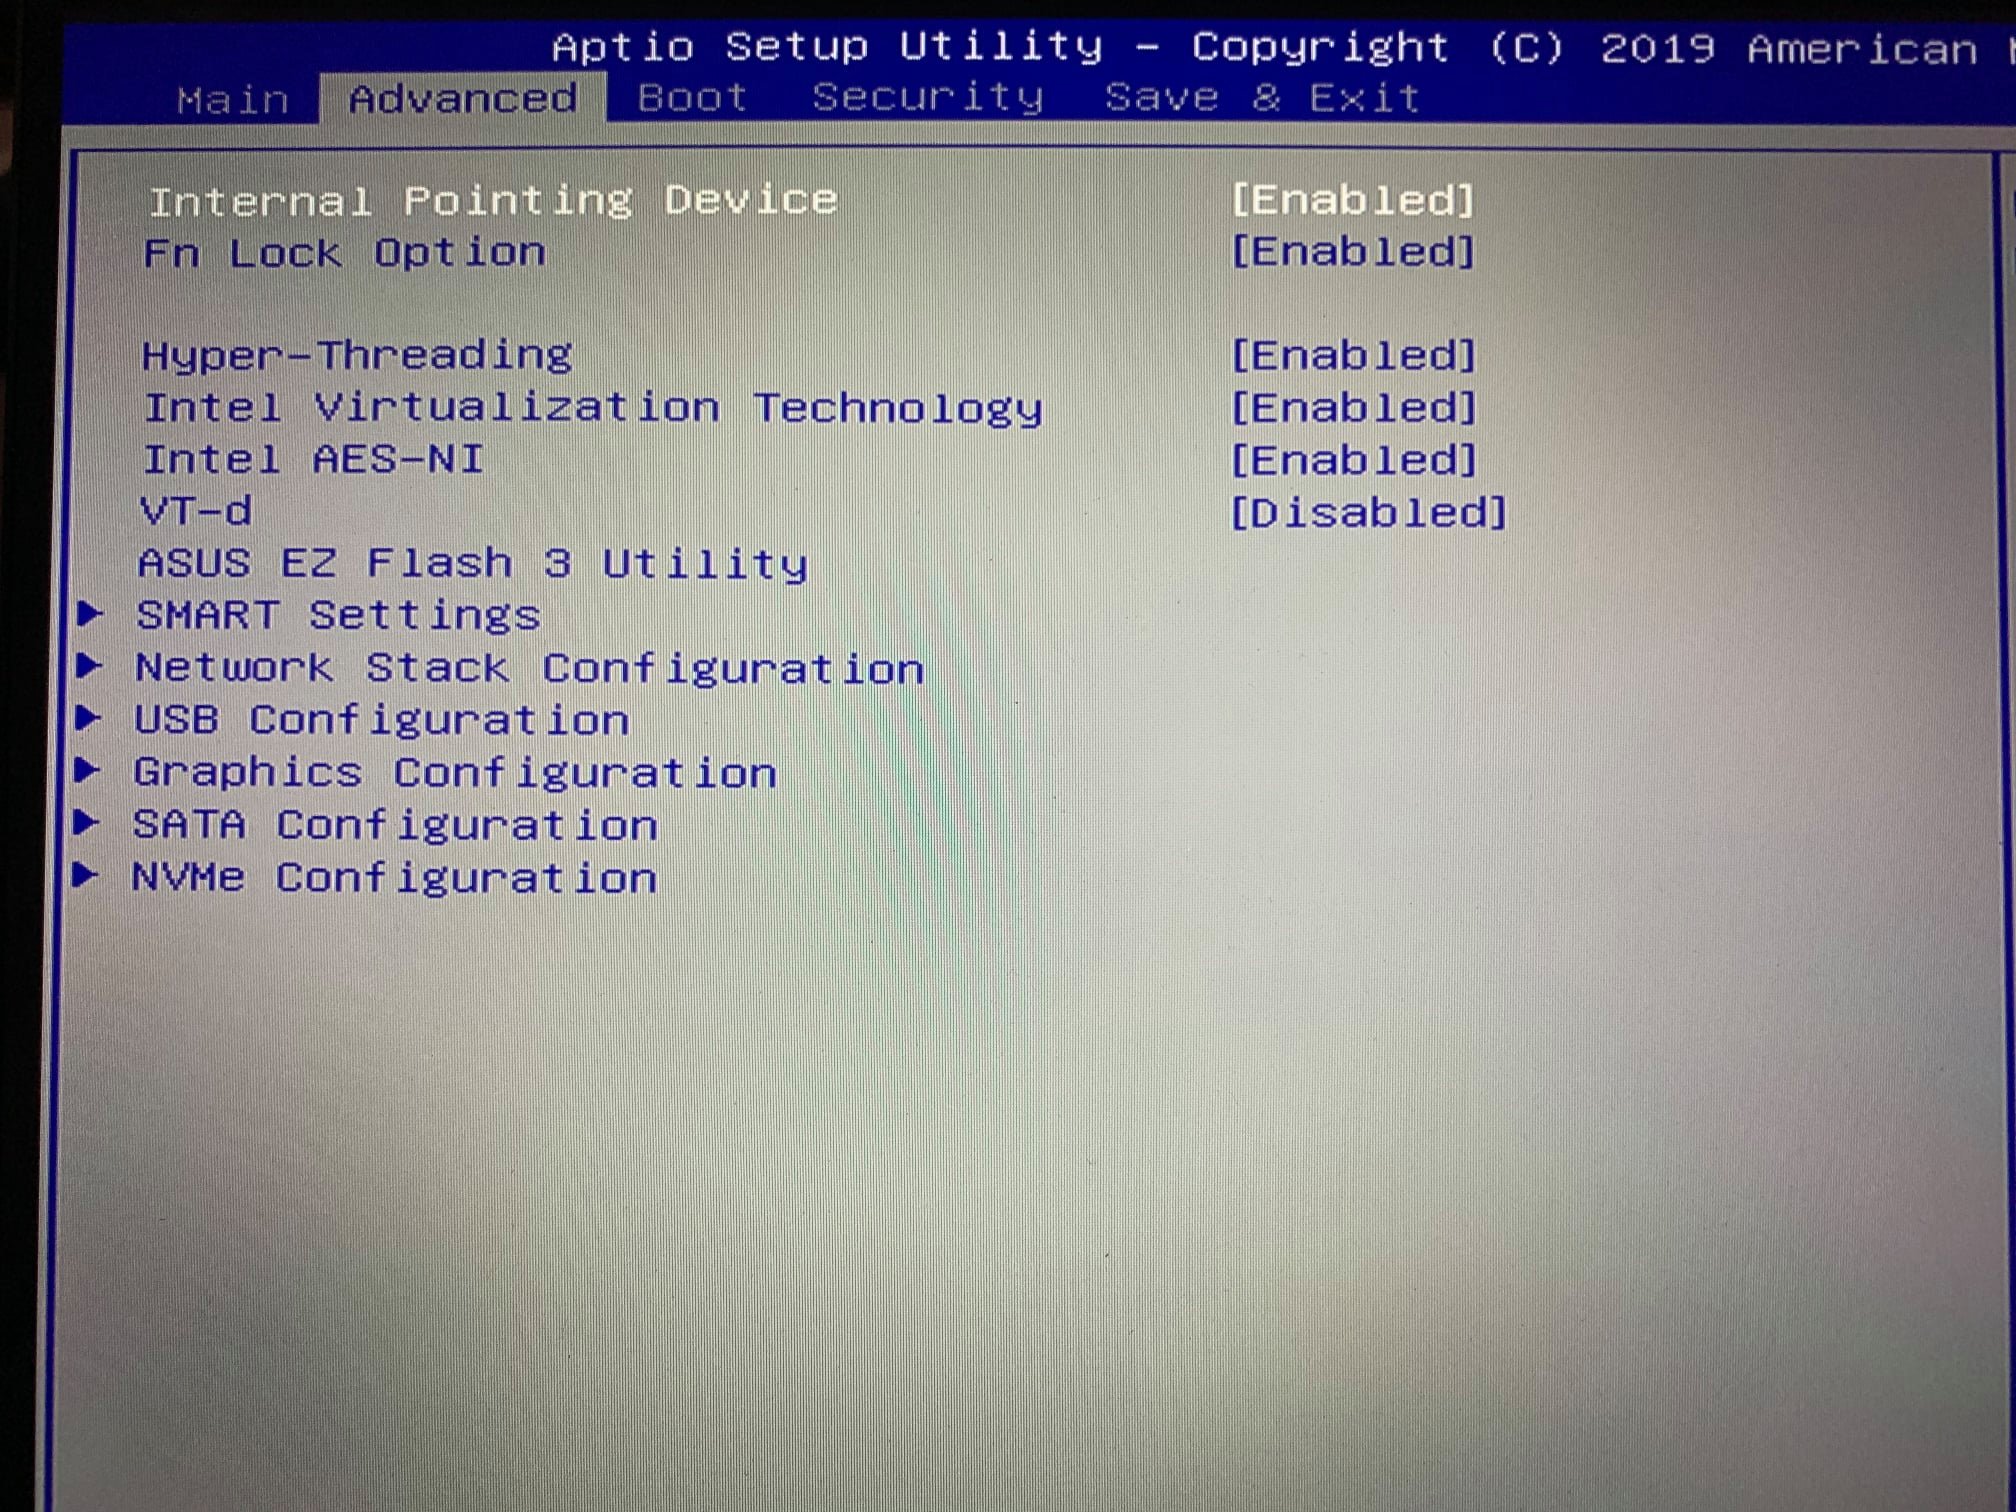 Aptio Setup Utility - Copyright (C) 2019 American
Main Advanced Boot Security Save & Exit
Internal Pointing Device [Enabled]
Fn Lock Option [Enabled]
Hyper-Threading [Enabled]
Intel Virtualization Technology [Enabled]
Intel AES-NI [Enabled]
VT-d [Disabled]
ASUS EZ Flash 3 Utility
SMART Settings
Network Stack Configuration
USB Configuration
Graphics Configuration
SATA Configuration
NVMe Configuration